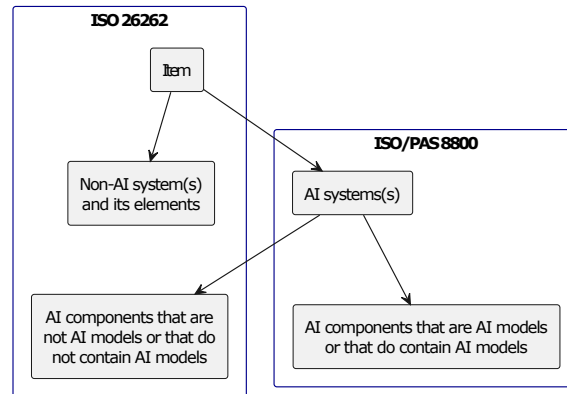 ISO 26262
Item
ISO/PAS 8800
Non-AI system(s)
and its elements
AI systems(s)
AI components that are
not AI models or that do
not contain AI models
AI components that are AI models
or that do contain AI models